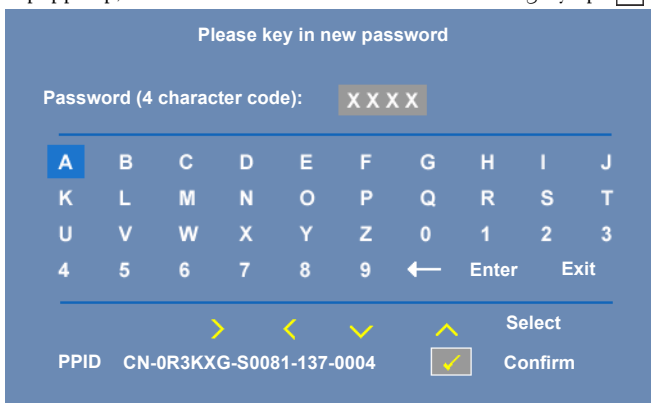 Please key in new password
Password (4 character code): X X X X
A B C D E F G H I J
K L M N O P Q R S T
U V W X Y Z 0 1 2 3
4 5 6 7 8 9 ← Enter Exit
Select
PPID CN-0R3KXG-S0081-137-0004 Confirm